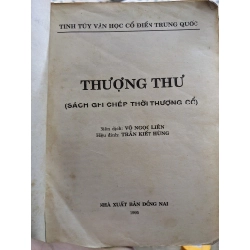 TINH TÚY VĂN HỌC CỔ ĐIỂN TRUNG QUỐC
THƯỢNG THƯ
(SÁCH GHI CHÉP THỜI THƯỢNG CỔ)
Biên dịch: VÕ NGỌC LIÊN
Hiệu đính: TRẦN KIẾT HÙNG
NHÀ XUẤT BẢN ĐỒNG NAI
1996